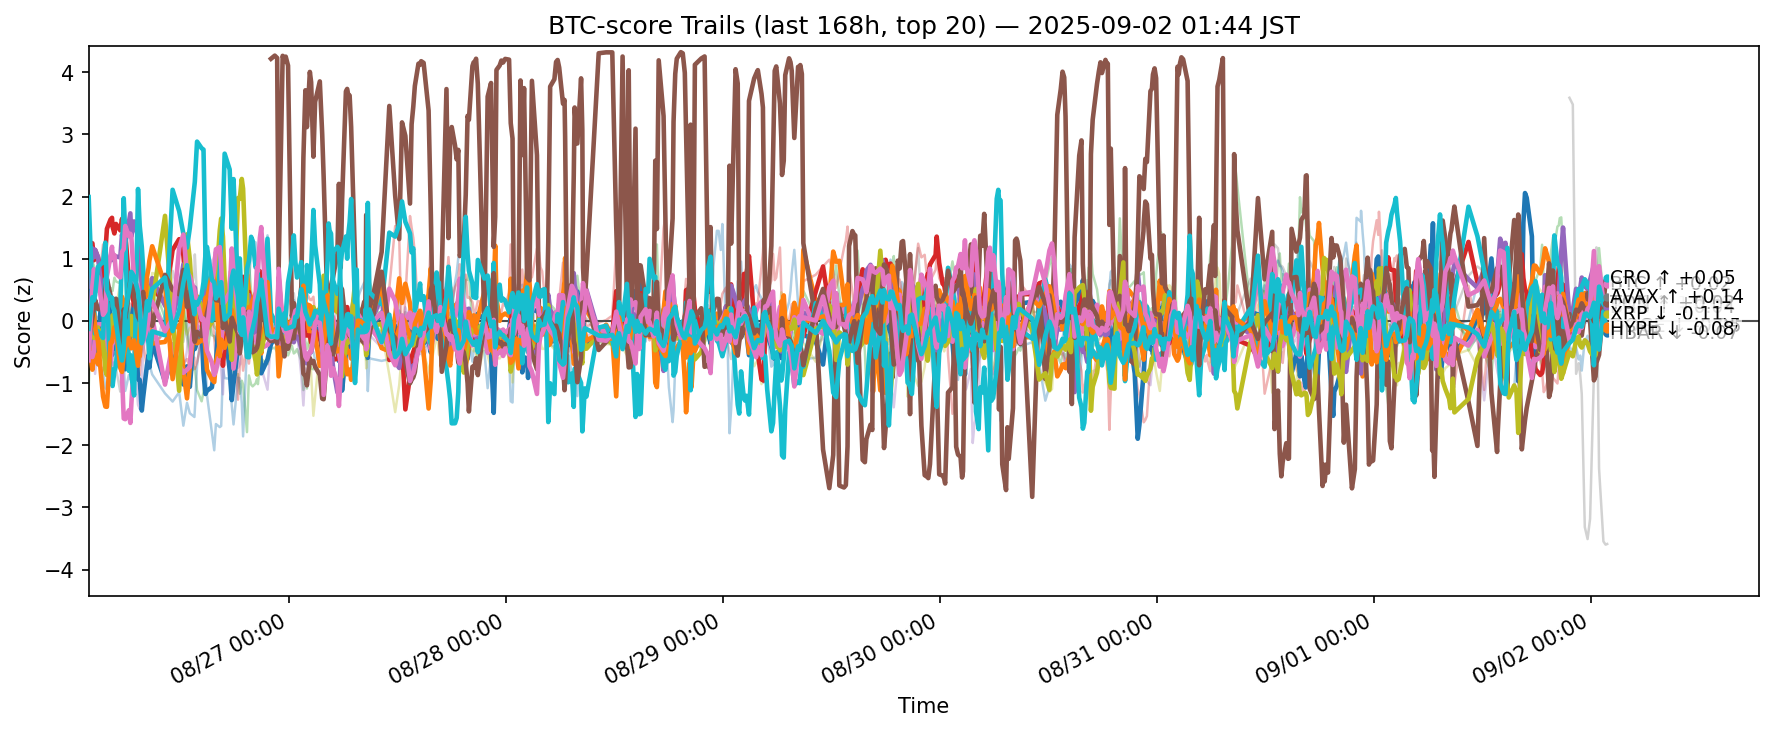 BTC-score Trails (last 168h, top 20) — 2025-09-02 01:44 JST
Score (z)
4
3
2
1
0
−1
−2
−3
−4
CRO ↑ +0.05
AVAX ↑ +0.14
XRP ↓ -0.11
HYPE ↓ -0.08
HBAR ↓ -0.07
08/27 00:00
08/28 00:00
08/29 00:00
08/30 00:00
08/31 00:00
09/01 00:00
09/02 00:00
Time